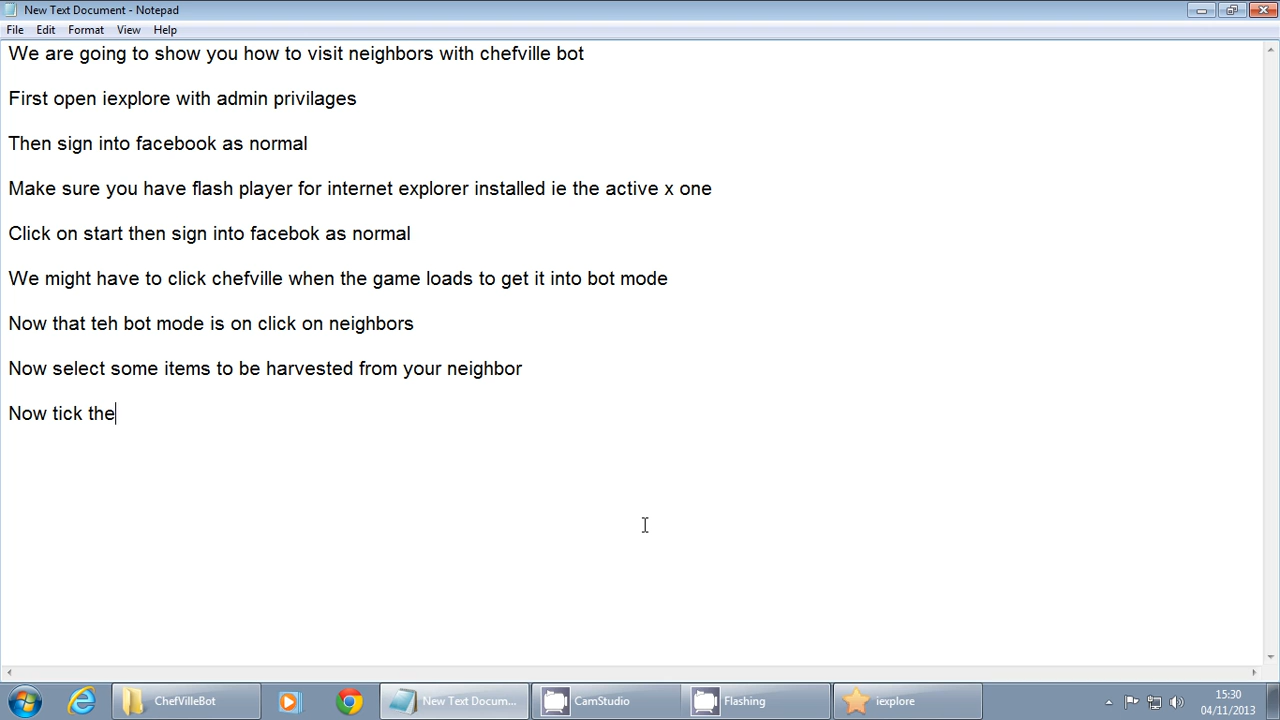 New Text Document - Notepad
File Edit Format View Help
We are going to show you how to visit neighbors with chefville bot
First open iexplore with admin privilages
Then sign into facebook as normal
Make sure you have flash player for internet explorer installed ie the active x one
Click on start then sign into facebok as normal
We might have to click chefville when the game loads to get it into bot mode
Now that teh bot mode is on click on neighbors
Now select some items to be harvested from your neighbor
Now tick the
ChefVilleBot New Text Docum... CamStudio Flashing iexplore 15:30
04/11/2013